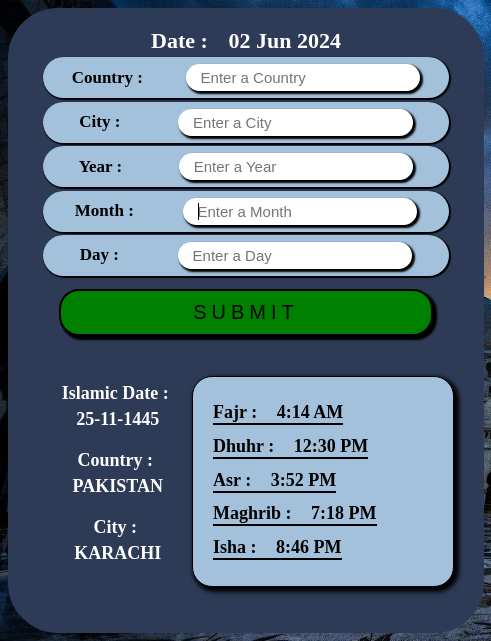 Date : 02 Jun 2024
Country : Enter a Country
City : Enter a City
Year : Enter a Year
Month : Enter a Month
Day : Enter a Day
SUBMIT
Islamic Date :
25-11-1445
Country :
PAKISTAN
City :
KARACHI
Fajr : 4:14 AM
Dhuhr : 12:30 PM
Asr : 3:52 PM
Maghrib : 7:18 PM
Isha : 8:46 PM